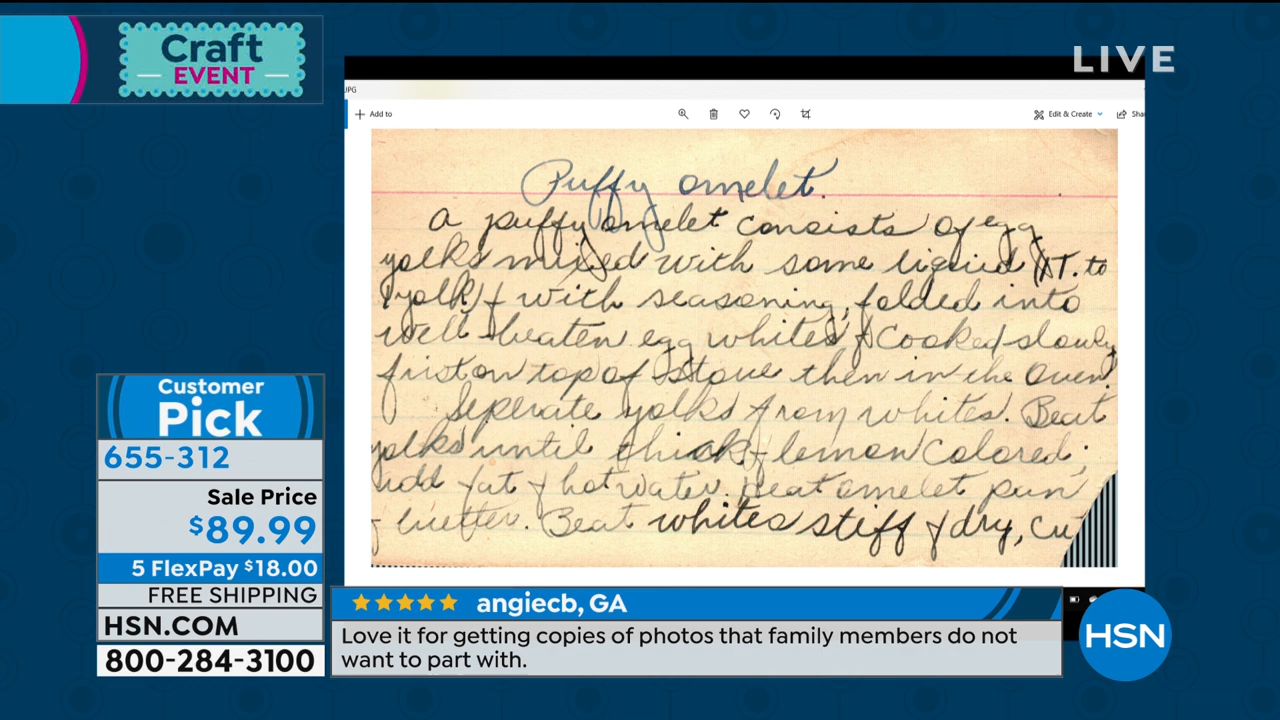 Craft
EVENT
LIVE
JPG
Add to
Edit & Create
Sha
Puffy omelet.
A puffy omelet consists of egg
yolks mixed with some liquid (1T. to
1 yolk) & with seasoning, folded into
well-beaten egg whites & cooked slowly
frist on top of stove then in the oven.
Seperate yolks from whites. Beat
yolks until thick & lemon colored;
add fat & hot water. Heat omelet pan
& butter. Beat whites stiff & dry, cu
Customer
Pick
655-312
Sale Price
$89.99
5 FlexPay $18.00
FREE SHIPPING
HSN.COM
800-284-3100
angiecb, GA
Love it for getting copies of photos that family members do not
want to part with.
HSN